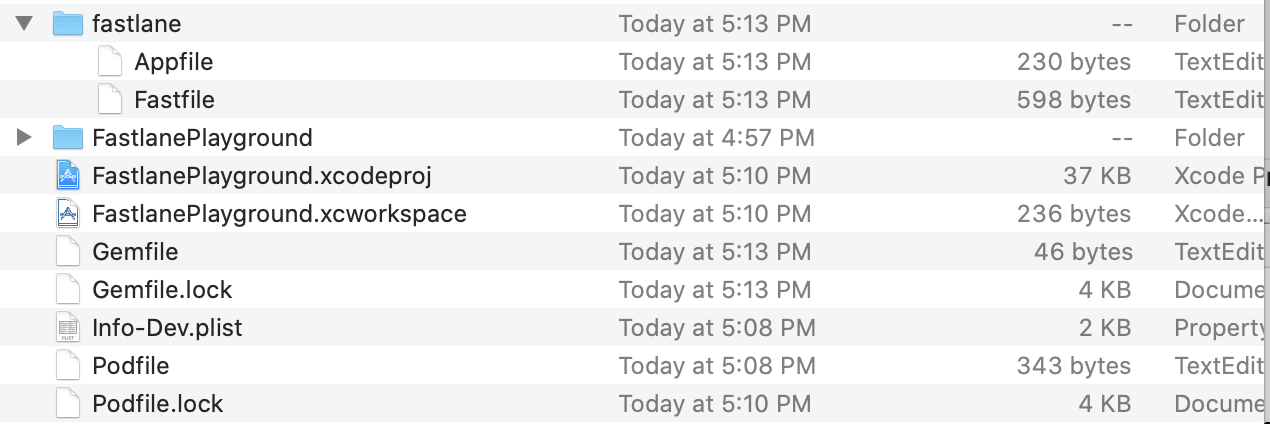 fastlane Today at 5:13 PM -- Folder
Appfile Today at 5:13 PM 230 bytes TextEdit
Fastfile Today at 5:13 PM 598 bytes TextEdit
FastlanePlayground Today at 4:57 PM -- Folder
FastlanePlayground.xcodeproj Today at 5:10 PM 37 KB Xcode P
FastlanePlayground.xcworkspace Today at 5:10 PM 236 bytes Xcode...
Gemfile Today at 5:13 PM 46 bytes TextEdit
Gemfile.lock Today at 5:13 PM 4 KB Docume
Info-Dev.plist Today at 5:08 PM 2 KB Property
Podfile Today at 5:08 PM 343 bytes TextEdit
Podfile.lock Today at 5:10 PM 4 KB Docume